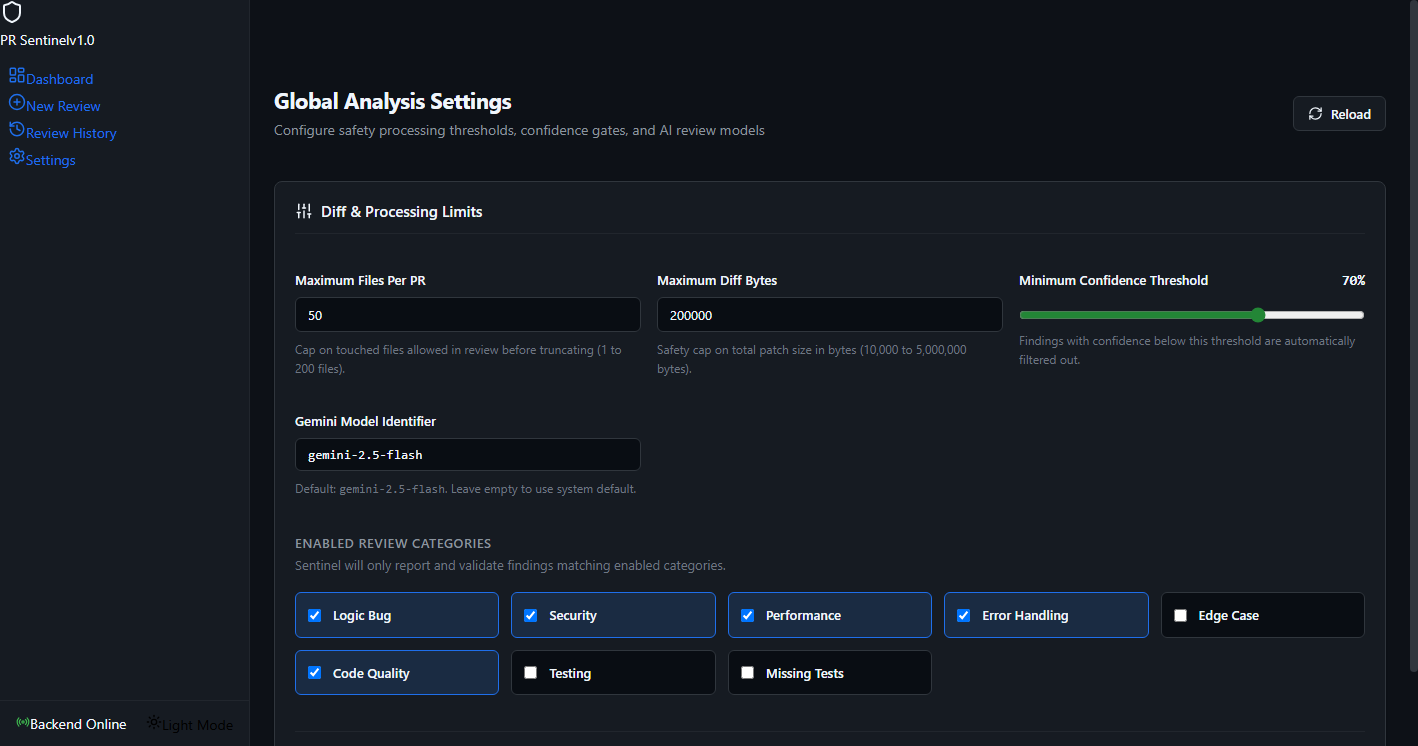 PR Sentinelv1.0
Dashboard
New Review
Review History
Settings
Backend Online
Light Mode
Global Analysis Settings
Configure safety processing thresholds, confidence gates, and AI review models
Reload
Diff & Processing Limits
Maximum Files Per PR
50
Cap on touched files allowed in review before truncating (1 to
200 files).
Maximum Diff Bytes
200000
Safety cap on total patch size in bytes (10,000 to 5,000,000
bytes).
Minimum Confidence Threshold 70%
Findings with confidence below this threshold are automatically
filtered out.
Gemini Model Identifier
gemini-2.5-flash
Default: gemini-2.5-flash. Leave empty to use system default.
ENABLED REVIEW CATEGORIES
Sentinel will only report and validate findings matching enabled categories.
Logic Bug
Security
Performance
Error Handling
Edge Case
Code Quality
Testing
Missing Tests